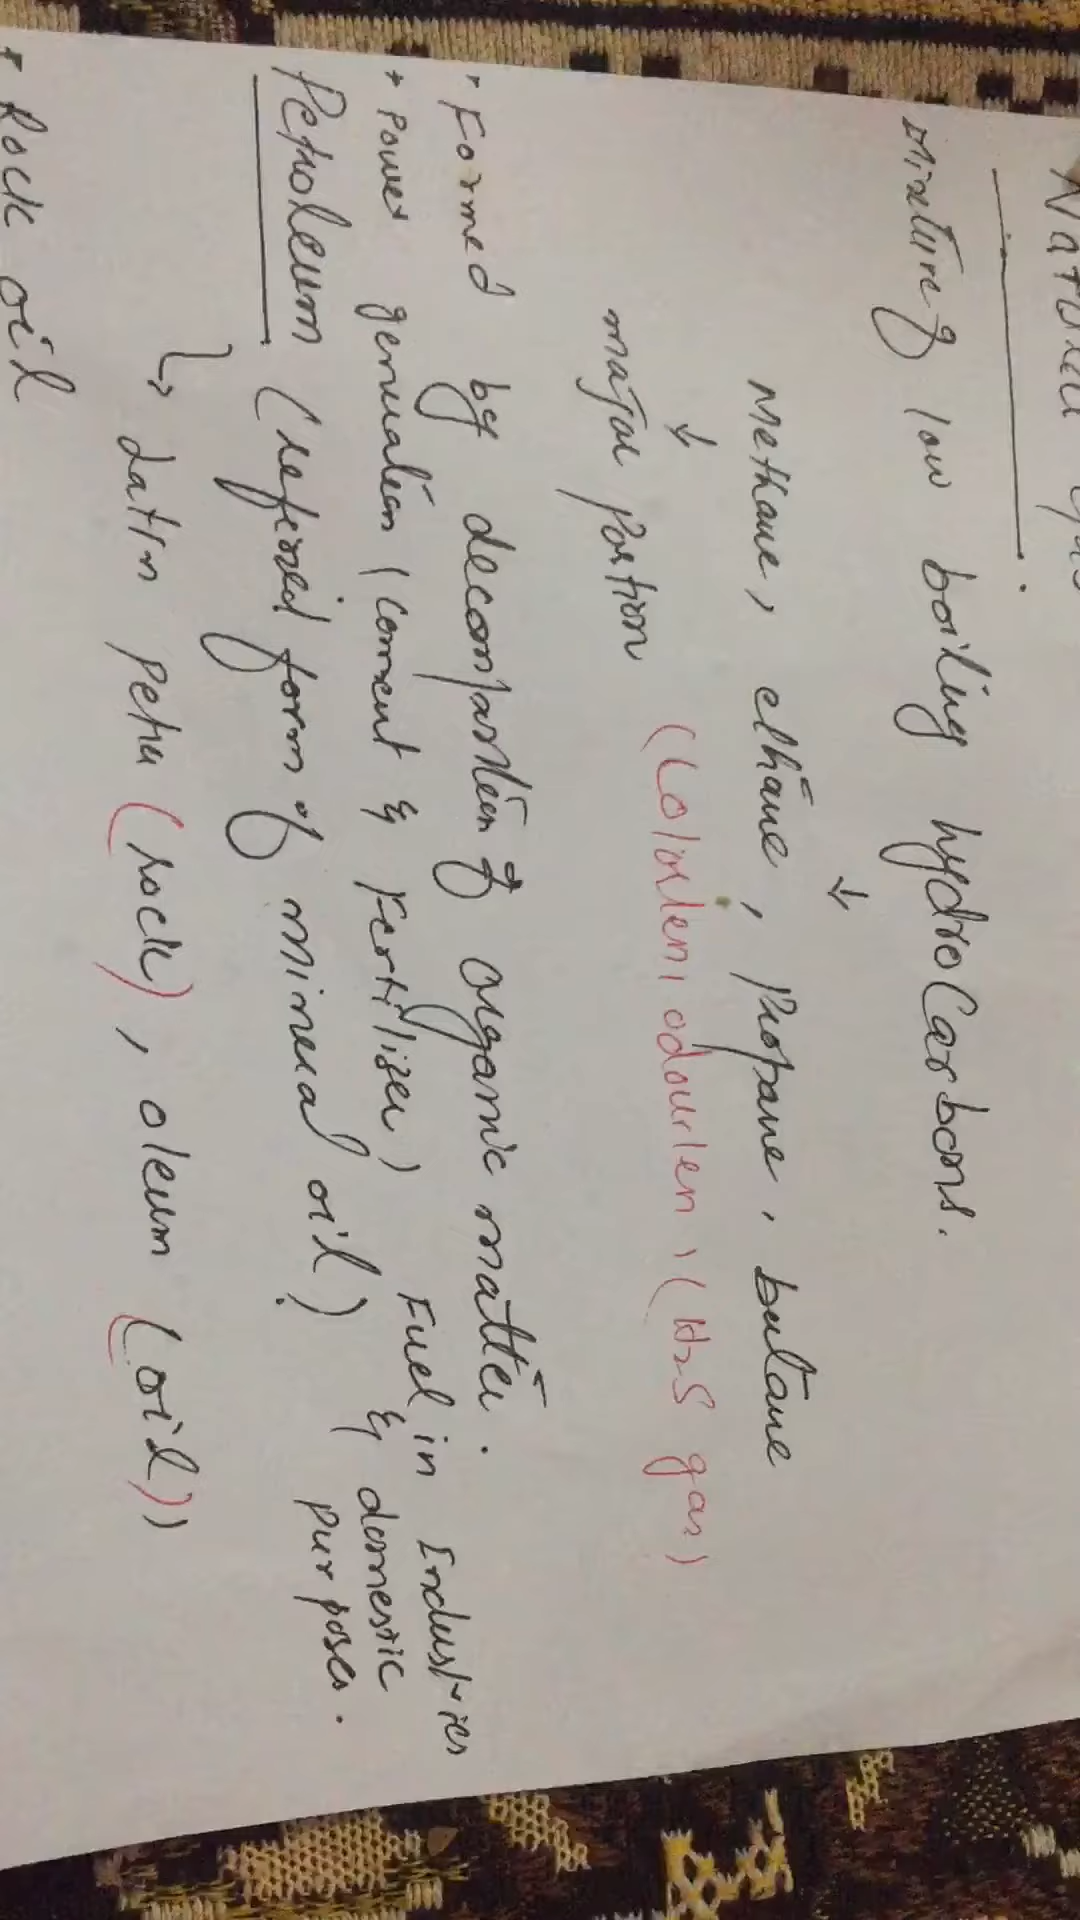 Natural gas
Mixture of low boiling hydrocarbons.
↓
Methane, ethane, propane, butane
↓
major portion
(Colourless, odourless, (H2S gas)
• Formed by decomposition of organic matter.
• Power generation (Cement & Fertilizer) Fuel in Industries & domestic purposes.
Petroleum (refined form of mineral oil)
↳ Latin petra (rock), oleum (oil))
• Rock oil